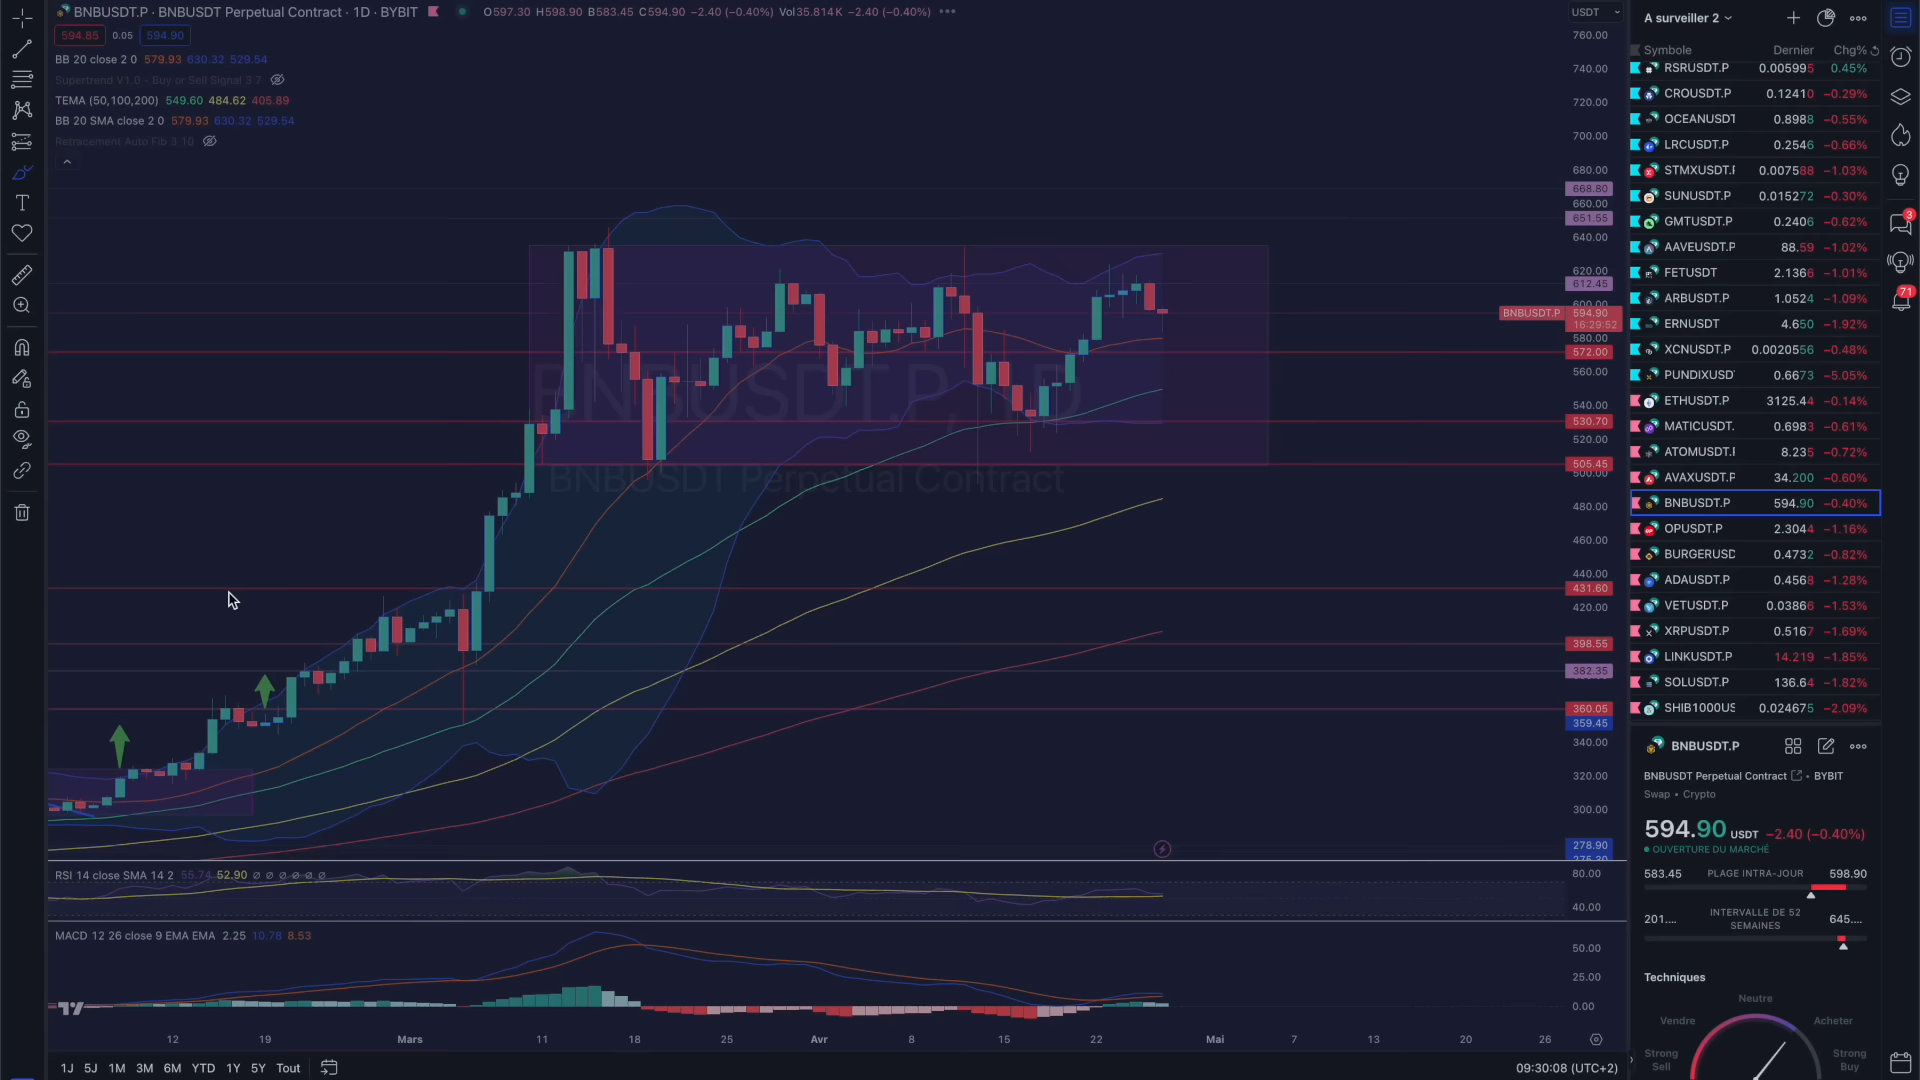 BNBUSDT.P · BNBUSDT Perpetual Contract · 1D · BYBIT O597.30 H598.90 B583.45 C594.90 −2.40 (−0.40%) Vol35.814K −2.40 (−0.40%)
594.85 0.05 594.90
BB 20 close 2 0 579.93 630.32 529.54
Supertrend V1.0 - Buy or Sell Signal 3 7
TEMA (50,100,200) 549.60 484.62 405.89
BB 20 SMA close 2 0 579.93 630.32 529.54
Retracement Auto Fib 3 10
BNBUSDT.P, 1D
BNBUSDT Perpetual Contract
USDT
760.00
740.00
720.00
700.00
680.00
668.80
660.00
651.55
640.00
620.00
612.45
600.00
BNBUSDT.P 594.90
16:29:52
580.00
572.00
560.00
540.00
530.70
520.00
505.45
500.00
480.00
460.00
440.00
431.60
420.00
398.55
382.35
360.05
359.45
340.00
320.00
300.00
278.90
RSI 14 close SMA 14 2 55.74 52.90 ∅ ∅ ∅ ∅ ∅ ∅
80.00
40.00
MACD 12 26 close 9 EMA EMA 2.25 10.78 8.53
50.00
25.00
0.00
12 19 Mars 11 18 25 Avr 8 15 22 Mai 7 13 20 26
1J 5J 1M 3M 6M YTD 1Y 5Y Tout
09:30:08 (UTC+2)
A surveiller 2
Symbole Dernier Chg%
RSRUSDT.P 0.005995 0.45%
CROUSDT.P 0.12410 −0.29%
OCEANUSDT 0.8988 −0.55%
LRCUSDT.P 0.2546 −0.66%
STMXUSDT.F 0.007588 −1.03%
SUNUSDT.P 0.015272 −0.30%
GMTUSDT.P 0.2406 −0.62%
AAVEUSDT.P 88.59 −1.02%
FETUSDT 2.1366 −1.01%
ARBUSDT.P 1.0524 −1.09%
ERNUSDT 4.650 −1.92%
XCNUSDT.P 0.0020556 −0.48%
PUNDIXUSD 0.6673 −5.05%
ETHUSDT.P 3125.44 −0.14%
MATICUSDT. 0.6983 −0.61%
ATOMUSDT.F 8.235 −0.72%
AVAXUSDT.P 34.200 −0.60%
BNBUSDT.P 594.90 −0.40%
OPUSDT.P 2.3044 −1.16%
BURGERUSD 0.4732 −0.82%
ADAUSDT.P 0.4568 −1.28%
VETUSDT.P 0.03866 −1.53%
XRPUSDT.P 0.5167 −1.69%
LINKUSDT.P 14.219 −1.85%
SOLUSDT.P 136.64 −1.82%
SHIB1000US 0.024675 −2.09%
BNBUSDT.P
BNBUSDT Perpetual Contract • BYBIT
Swap • Crypto
594.90 USDT −2.40 (−0.40%)
OUVERTURE DU MARCHÉ
583.45 PLAGE INTRA-JOUR 598.90
201.... INTERVALLE DE 52 SEMAINES 645....
Techniques
Neutre
Vendre Acheter
Strong Sell
Strong Buy
3
71